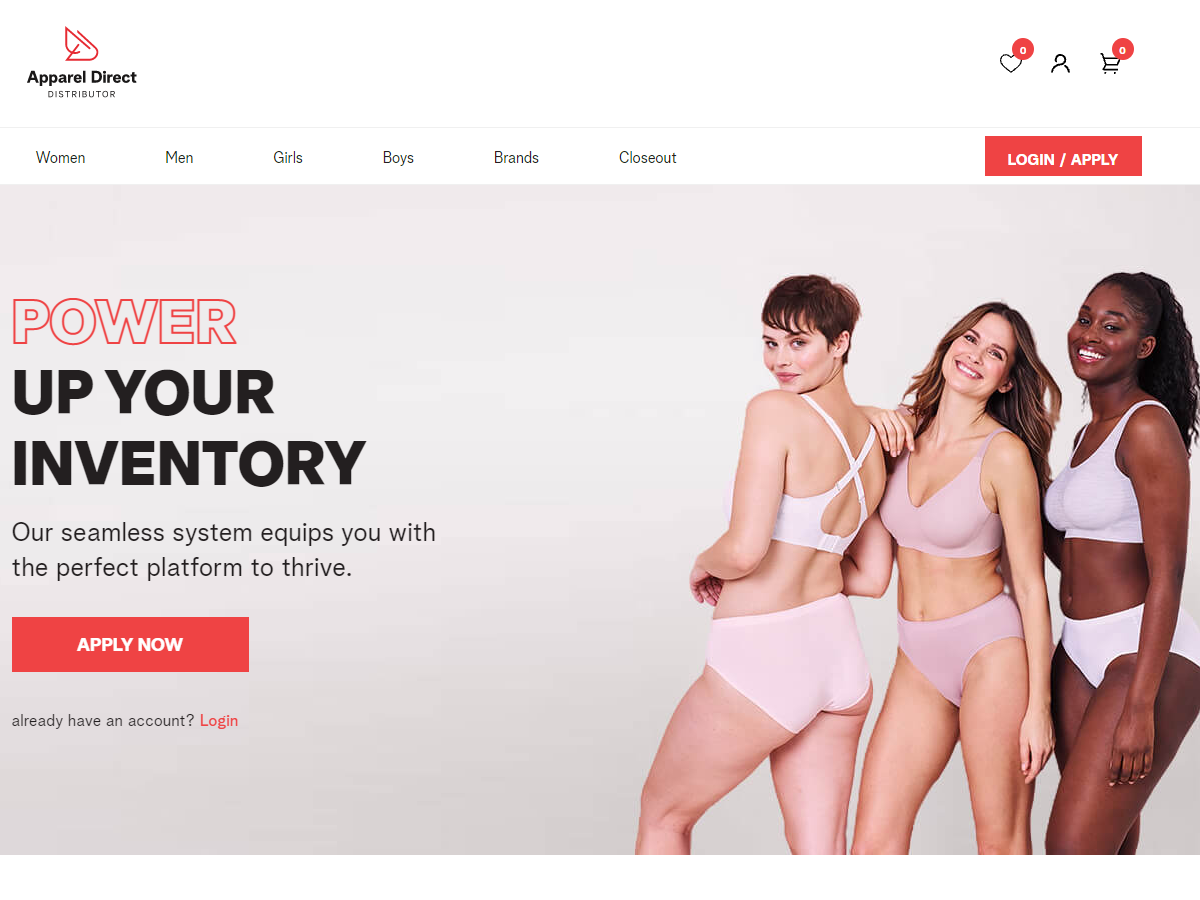 Apparel Direct
DISTRIBUTOR
0
0
Women
Men
Girls
Boys
Brands
Closeout
LOGIN / APPLY
POWER
UP YOUR
INVENTORY
Our seamless system equips you with
the perfect platform to thrive.
APPLY NOW
already have an account? Login